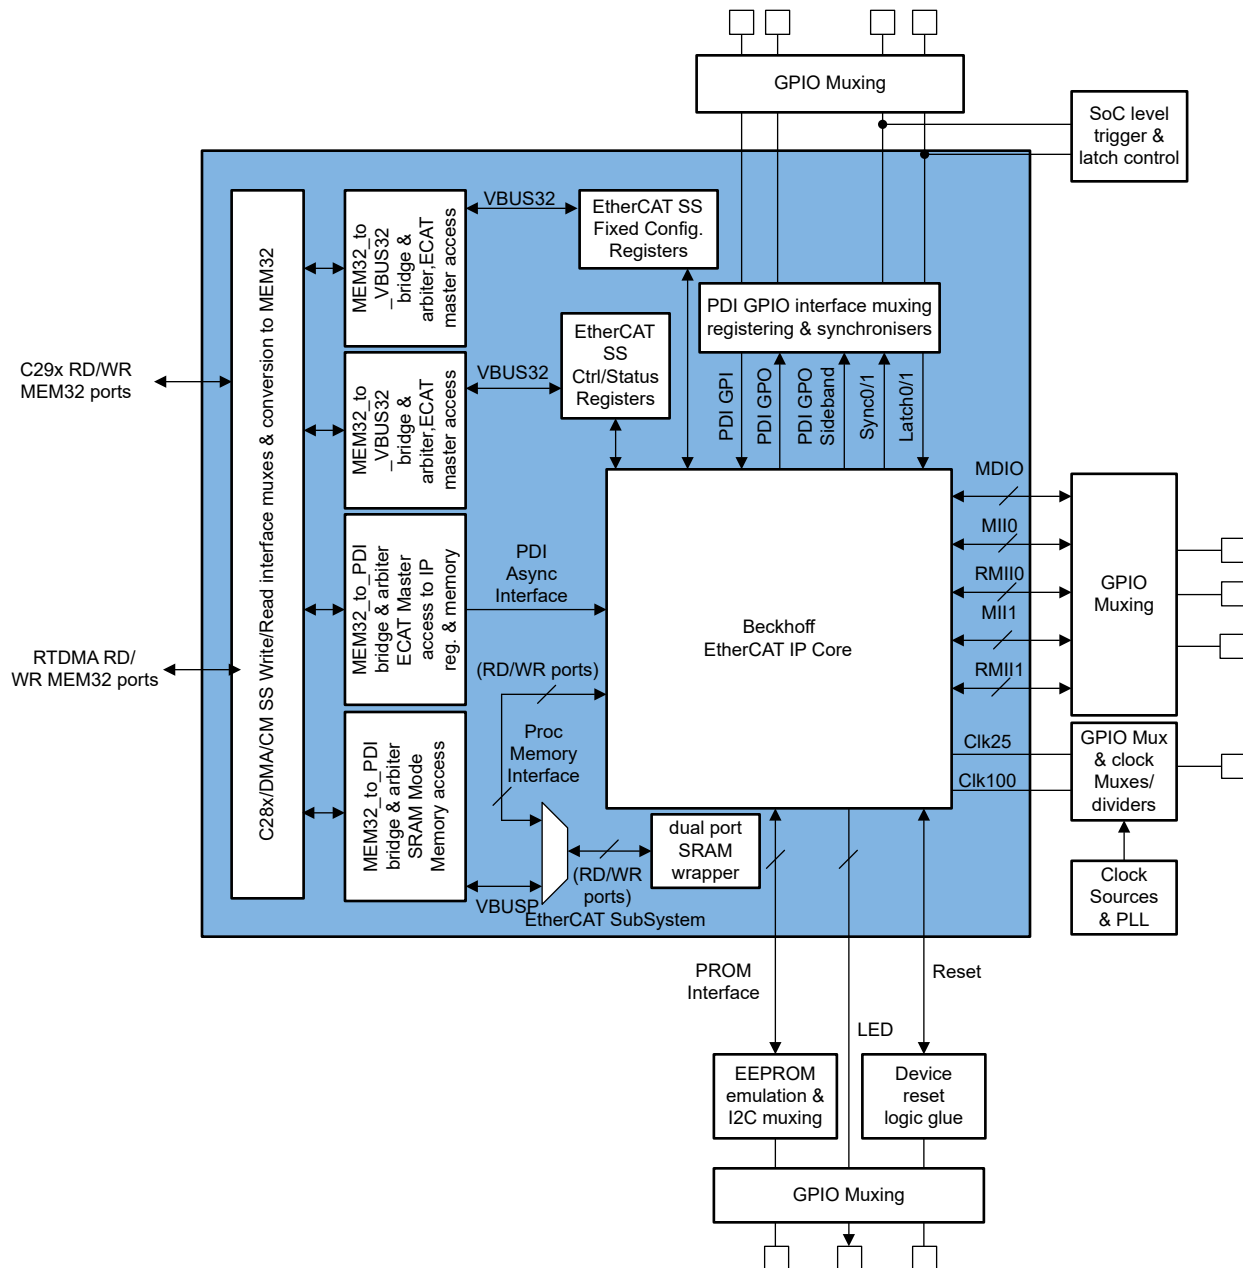 GPIO Muxing
SoC level
trigger &
latch control
C29x RD/WR
MEM32 ports
RTDMA RD/
WR MEM32 ports
C28x/DMA/CM SS Write/Read interface muxes & conversion to MEM32
MEM32_to
_VBUS32
bridge &
arbiter,ECAT
master access
VBUS32
EtherCAT SS
Fixed Config.
Registers
MEM32_to
_VBUS32
bridge &
arbiter,ECAT
master access
VBUS32
EtherCAT
SS
Ctrl/Status
Registers
PDI GPIO interface muxing
registering & synchronisers
PDI GPI
PDI GPO
PDI GPO
Sideband
Sync0/1
Latch0/1
MEM32_to_PDI
bridge & arbiter
ECAT Master
access to IP
reg. & memory
PDI
Async
Interface
Beckhoff
EtherCAT IP Core
MDIO
MII0
RMII0
MII1
RMII1
GPIO
Muxing
(RD/WR ports)
Proc
Memory
Interface
MEM32_to_PDI
bridge & arbiter
SRAM Mode
Memory access
VBUSP
dual port
SRAM
wrapper
(RD/WR
ports)
EtherCAT SubSystem
Clk25
Clk100
GPIO Mux
& clock
Muxes/
dividers
Clock
Sources
& PLL
PROM
Interface
LED
Reset
EEPROM
emulation &
I2C muxing
Device
reset
logic glue
GPIO Muxing